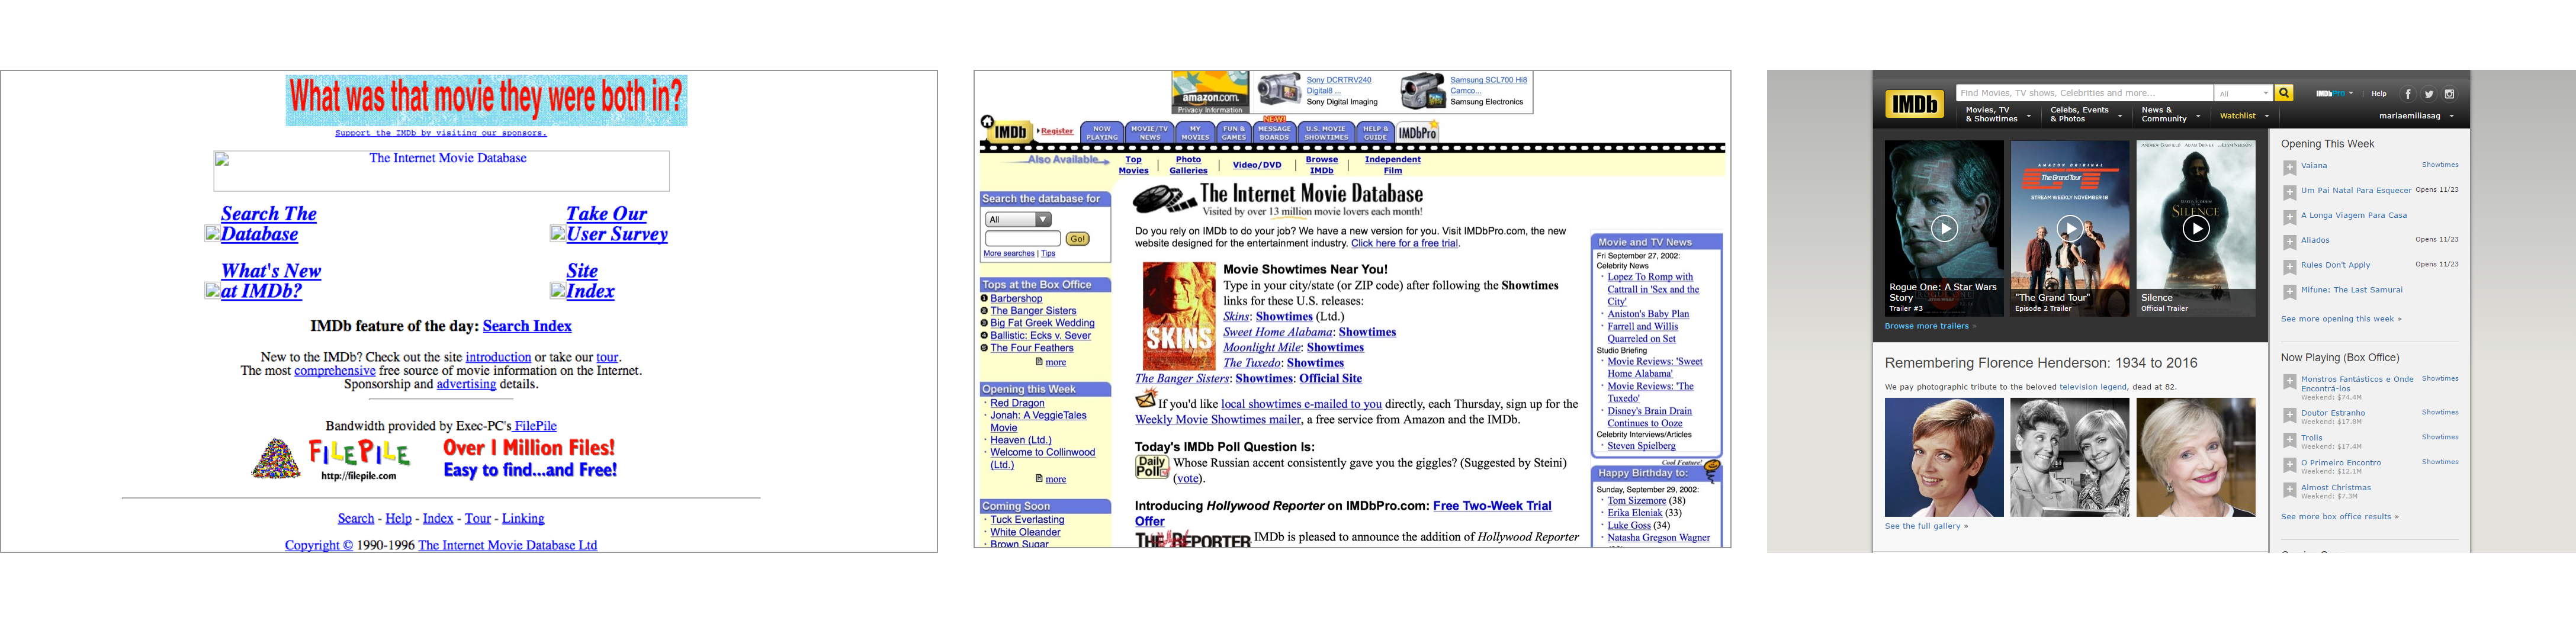 What was that movie they were both in?
Support the IMDb by visiting our sponsors.
The Internet Movie Database
Search The
Database
Take Our
User Survey
What's New
at IMDb?
Site
Index
IMDb feature of the day: Search Index
New to the IMDb? Check out the site introduction or take our tour.
The most comprehensive free source of movie information on the Internet.
Sponsorship and advertising details.
Bandwidth provided by Exec-PC's FilePile
FILEPILE
http://filepile.com
Over 1 Million Files!
Easy to find...and Free!
Search - Help - Index - Tour - Linking
Copyright © 1990-1996 The Internet Movie Database Ltd
amazon.com.
Privacy Information
Sony DCRTRV240
Digital8 ...
Sony Digital Imaging
Samsung SCL700 Hi8
Camco...
Samsung Electronics
IMDb
Register
NOW
PLAYING
MOVIE/TV
NEWS
MY
MOVIES
FUN &
GAMES
NEW!
MESSAGE
BOARDS
U.S. MOVIE
SHOWTIMES
HELP &
GUIDE
IMDbPro
Also Available
Top
Movies
Photo
Galleries
Video/DVD
Browse
IMDb
Independent
Film
Search the database for
All
Go!
More searches | Tips
Tops at the Box Office
1 Barbershop
2 The Banger Sisters
3 Big Fat Greek Wedding
4 Ballistic: Ecks v. Sever
5 The Four Feathers
more
Opening this Week
· Red Dragon
· Jonah: A VeggieTales
Movie
· Heaven (Ltd.)
· Welcome to Collinwood
(Ltd.)
more
Coming Soon
· Tuck Everlasting
· White Oleander
· Brown Sugar
The Internet Movie Database
Visited by over 13 million movie lovers each month!
Do you rely on IMDb to do your job? We have a new version for you. Visit IMDbPro.com, the new
website designed for the entertainment industry. Click here for a free trial.
SKINS
Movie Showtimes Near You!
Type in your city/state (or ZIP code) after following the Showtimes
links for these U.S. releases:
Skins: Showtimes (Ltd.)
Sweet Home Alabama: Showtimes
Moonlight Mile: Showtimes
The Tuxedo: Showtimes
The Banger Sisters: Showtimes: Official Site
If you'd like local showtimes e-mailed to you directly, each Thursday, sign up for the
Weekly Movie Showtimes mailer, a free service from Amazon and the IMDb.
Today's IMDb Poll Question Is:
Daily
Poll
Whose Russian accent consistently gave you the giggles? (Suggested by Steini)
(vote).
Introducing Hollywood Reporter on IMDbPro.com: Free Two-Week Trial
Offer
THE REPORTER
IMDb is pleased to announce the addition of Hollywood Reporter
Movie and TV News
Fri September 27, 2002:
Celebrity News
· Lopez To Romp with
Cattrall in 'Sex and the
City'
· Aniston's Baby Plan
· Farrell and Willis
Quarreled on Set
Studio Briefing
· Movie Reviews: 'Sweet
Home Alabama'
· Movie Reviews: 'The
Tuxedo'
· Disney's Brain Drain
Continues to Ooze
Celebrity Interviews/Articles
· Steven Spielberg
Cool Feature!
Happy Birthday to:
Sunday, September 29, 2002:
· Tom Sizemore (38)
· Erika Eleniak (33)
· Luke Goss (34)
· Natasha Gregson Wagner
IMDb
Find Movies, TV shows, Celebrities and more...
All
IMDbPro
Help
Movies, TV
& Showtimes
Celebs, Events
& Photos
News &
Community
Watchlist
mariaemiliasag
Rogue One: A Star Wars
Story
Trailer #3
AMAZON ORIGINAL
The Grand Tour
STREAM WEEKLY NOVEMBER 18
"The Grand Tour"
Episode 2 Trailer
ANDREW GARFIELD ADAM DRIVER LIAM NEESON
SILENCE
Silence
Official Trailer
Browse more trailers »
Remembering Florence Henderson: 1934 to 2016
We pay photographic tribute to the beloved television legend, dead at 82.
See the full gallery »
Opening This Week
Vaiana Showtimes
Um Pai Natal Para Esquecer Opens 11/23
A Longa Viagem Para Casa
Aliados Opens 11/23
Rules Don't Apply Opens 11/23
Mifune: The Last Samurai
See more opening this week »
Now Playing (Box Office)
Monstros Fantásticos e Onde Showtimes
Encontrá-los
Weekend: $74.4M
Doutor Estranho Showtimes
Weekend: $17.8M
Trolls Showtimes
Weekend: $17.4M
O Primeiro Encontro Showtimes
Weekend: $12.1M
Almost Christmas
Weekend: $7.3M
See more box office results »